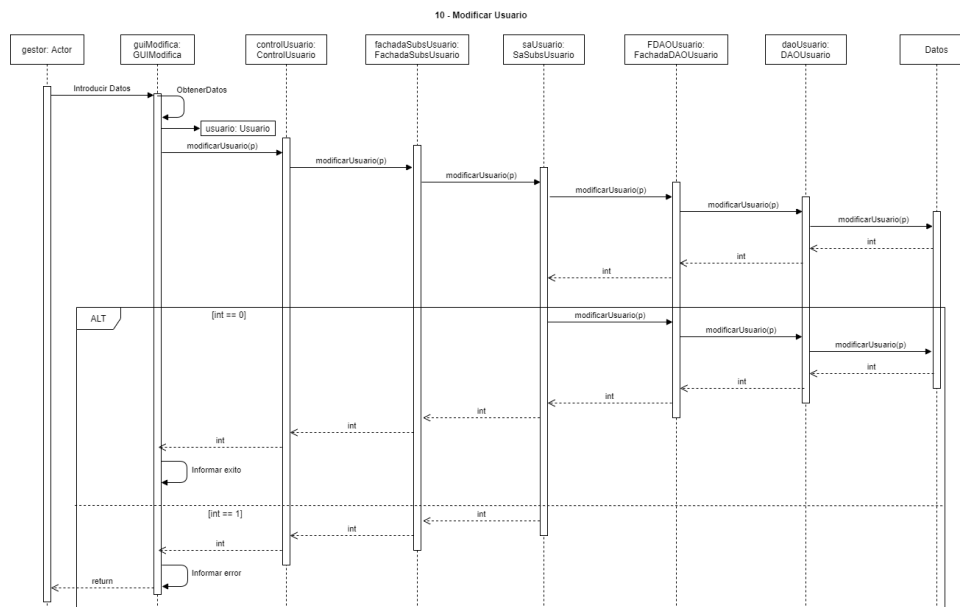 10 - Modificar Usuario
gestor: Actor
guiModifica:
GUIModifica
controlUsuario:
ControlUsuario
fachadaSubsUsuario:
FachadaSubsUsuario
saUsuario:
SaSubsUsuario
FDAOUsuario:
FachadaDAOUsuario
daoUsuario:
DAOUsuario
Datos
Introducir Datos
ObtenerDatos
usuario: Usuario
modificarUsuario(p)
modificarUsuario(p)
modificarUsuario(p)
modificarUsuario(p)
modificarUsuario(p)
modificarUsuario(p)
int
int
int
ALT
[int == 0]
modificarUsuario(p)
modificarUsuario(p)
modificarUsuario(p)
int
int
int
int
int
int
Informar exito
[int == 1]
int
int
int
Informar error
return